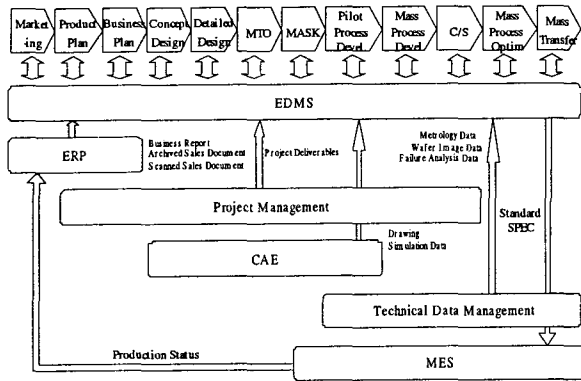 Market
-ing
Product
Plan
Business
Plan
Concept
Design
Detailed
Design
MTO
MASK
Pilot
Process
Devel
Mass
Process
Devel
C/S
Mass
Process
Optim
Mass
Transfer
EDMS
ERP
Business Report
Archived Sales Document
Scanned Sales Document
Project Deliverables
Metrology Data
Wafer Image Data
Failure Analysis Data
Project Management
Standard
SPEC
Drawing
Simulation Data
CAE
Technical Data Management
Production Status
MES